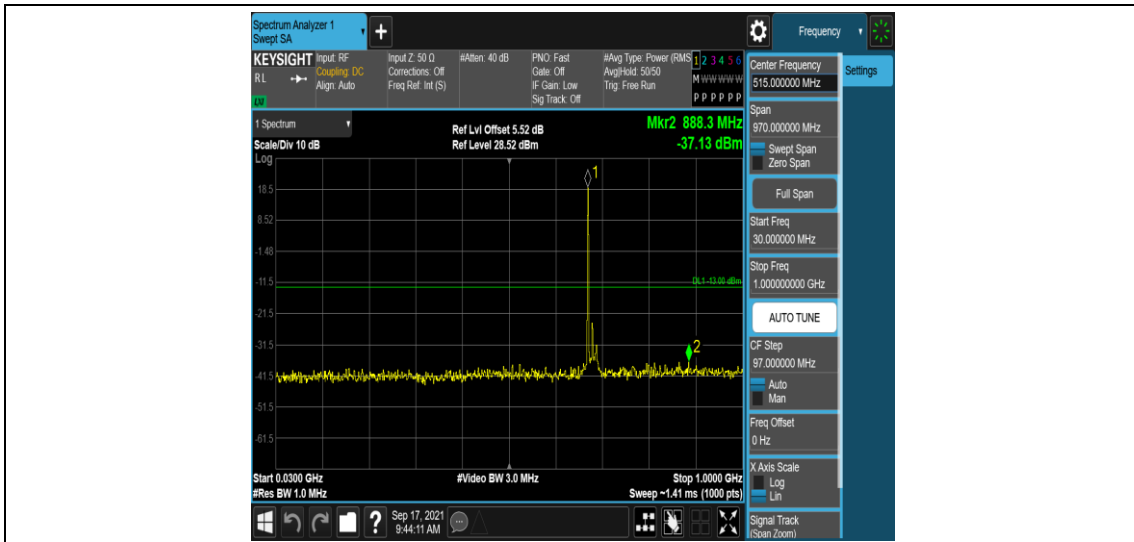 Spectrum Analyzer 1
Swept SA
+
Frequency
KEYSIGHT
RL
LXI
Input: RF
Coupling: DC
Align: Auto
Input Z: 50 Ω
Corrections: Off
Freq Ref: Int (S)
#Atten: 40 dB
PNO: Fast
Gate: Off
IF Gain: Low
Sig Track: Off
#Avg Type: Power (RMS
Avg|Hold: 50/50
Trig: Free Run
1 2 3 4 5 6
M W W W W W
P P P P P P
Center Frequency
515.000000 MHz
Settings
Span
970.000000 MHz
Swept Span
Zero Span
Full Span
Start Freq
30.000000 MHz
Stop Freq
1.000000000 GHz
AUTO TUNE
CF Step
97.000000 MHz
Auto
Man
Freq Offset
0 Hz
X Axis Scale
Log
Lin
Signal Track
(Span Zoom)
1 Spectrum
Scale/Div 10 dB
Log
Ref Lvl Offset 5.52 dB
Ref Level 28.52 dBm
Mkr2 888.3 MHz
-37.13 dBm
1
18.5
8.52
-1.48
-11.5
DL1 -13.00 dBm
-21.5
-31.5
2
-41.5
-51.5
-61.5
Start 0.0300 GHz
#Res BW 1.0 MHz
#Video BW 3.0 MHz
Stop 1.0000 GHz
Sweep ~1.41 ms (1000 pts)
?
Sep 17, 2021
9:44:11 AM